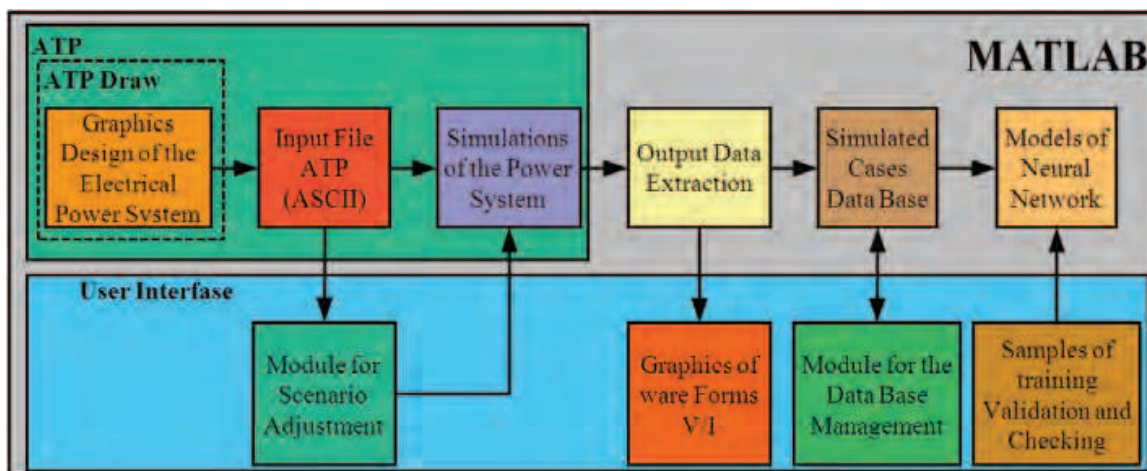 ATP
MATLAB
ATP Draw
Graphics
Design of the
Electrical
Power System
Input File
ATP
(ASCII)
Simulations
of the Power
System
Output Data
Extraction
Simulated
Cases
Data Base
Models of
Neural
Network
User Interfase
Module for
Scenario
Adjustment
Graphics of
ware Forms
V/I
Module for the
Data Base
Management
Samples of
training
Validation and
Checking